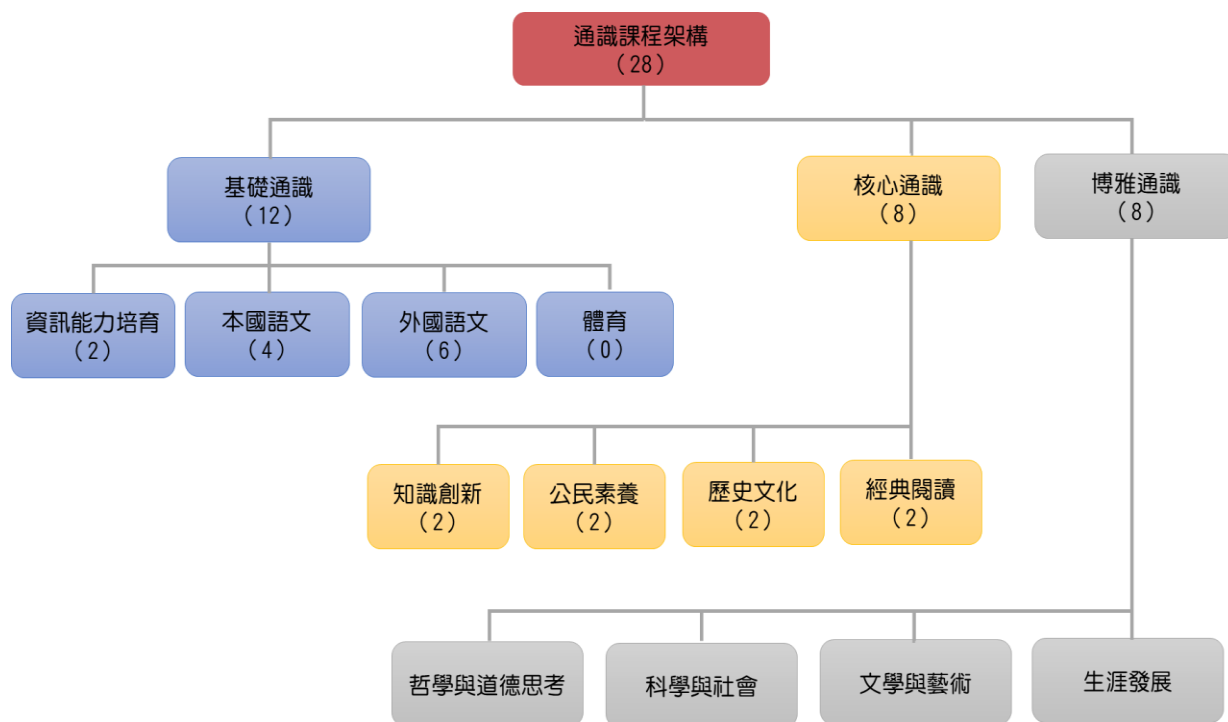 通識課程架構
（28）
基礎通識
（12）
核心通識
（8）
博雅通識
（8）
資訊能力培育
（2）
本國語文
（4）
外國語文
（6）
體育
（0）
知識創新
（2）
公民素養
（2）
歷史文化
（2）
經典閱讀
（2）
哲學與道德思考
科學與社會
文學與藝術
生涯發展